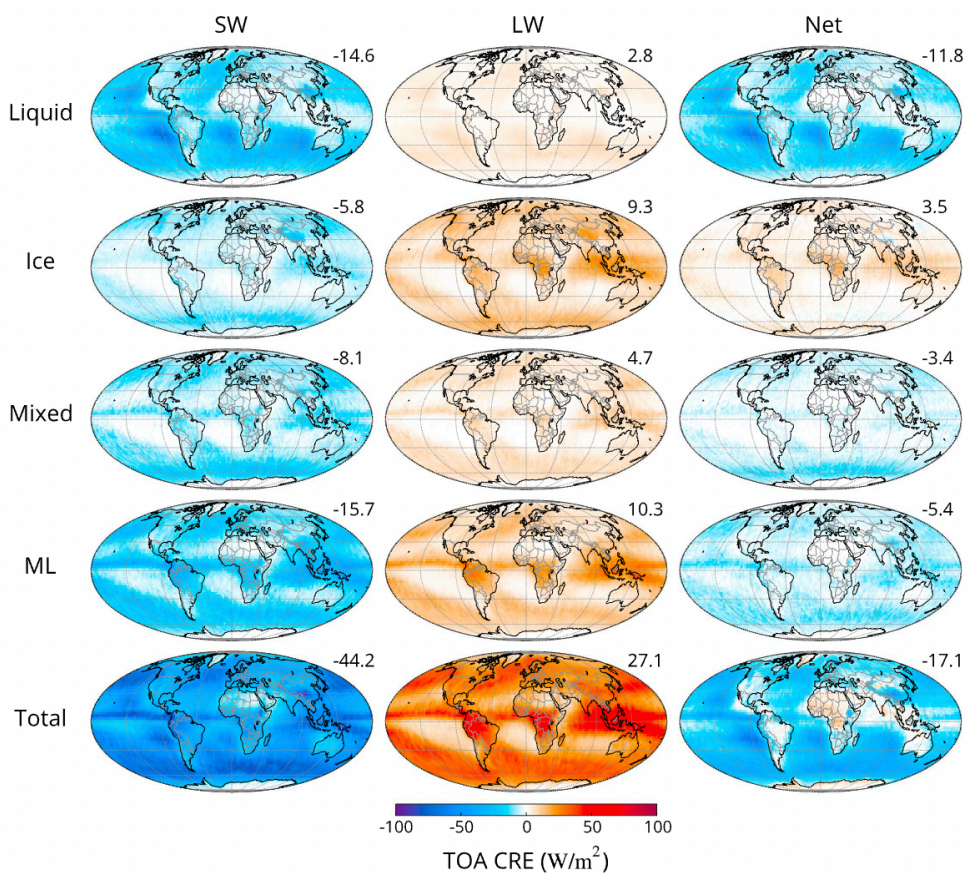 SW LW Net
Liquid -14.6 2.8 -11.8
Ice -5.8 9.3 3.5
Mixed -8.1 4.7 -3.4
ML -15.7 10.3 -5.4
Total -44.2 27.1 -17.1
-100 -50 0 50 100
TOA CRE (W/m²)